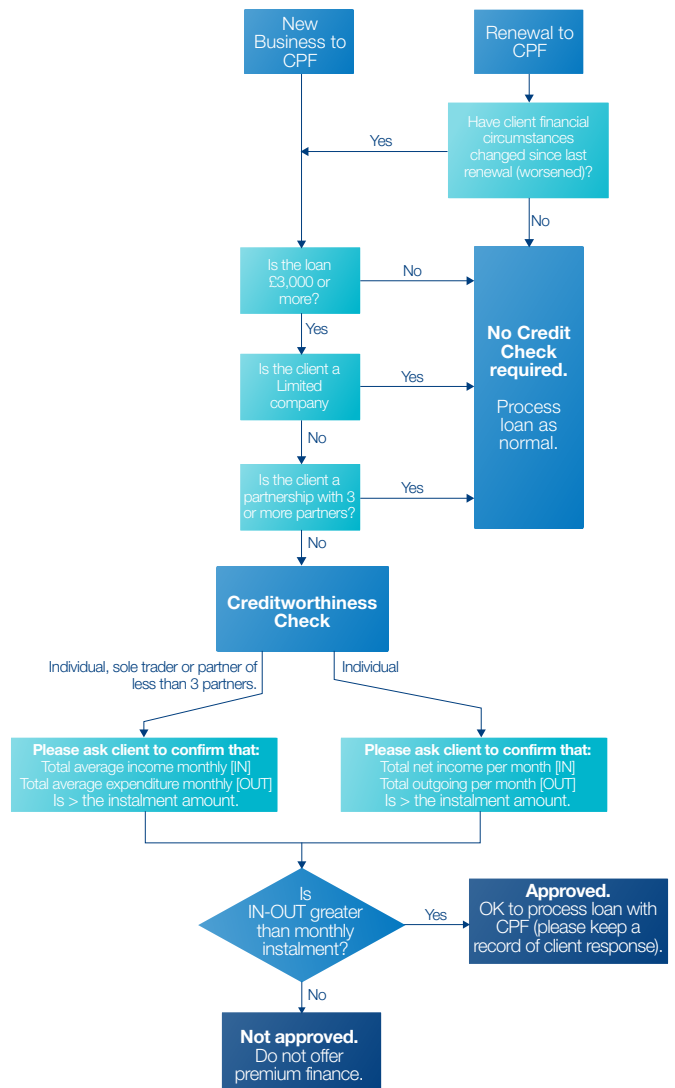 New
Business to
CPF
Renewal to
CPF
Have client financial
circumstances
changed since last
renewal (worsened)?
Yes
No
Is the loan
£3,000 or
more?
No
Yes
No Credit
Check
required.
Process
loan as
normal.
Is the client a
Limited
company
Yes
No
Is the client a
partnership with 3
or more partners?
Yes
No
Creditworthiness
Check
Individual, sole trader or partner of
less than 3 partners.
Individual
Please ask client to confirm that:
Total average income monthly [IN]
Total average expenditure monthly [OUT]
Is > the instalment amount.
Please ask client to confirm that:
Total net income per month [IN]
Total outgoing per month [OUT]
Is > the instalment amount.
Is
IN-OUT greater
than monthly
instalment?
Yes
Approved.
OK to process loan with
CPF (please keep a
record of client response).
No
Not approved.
Do not offer
premium finance.